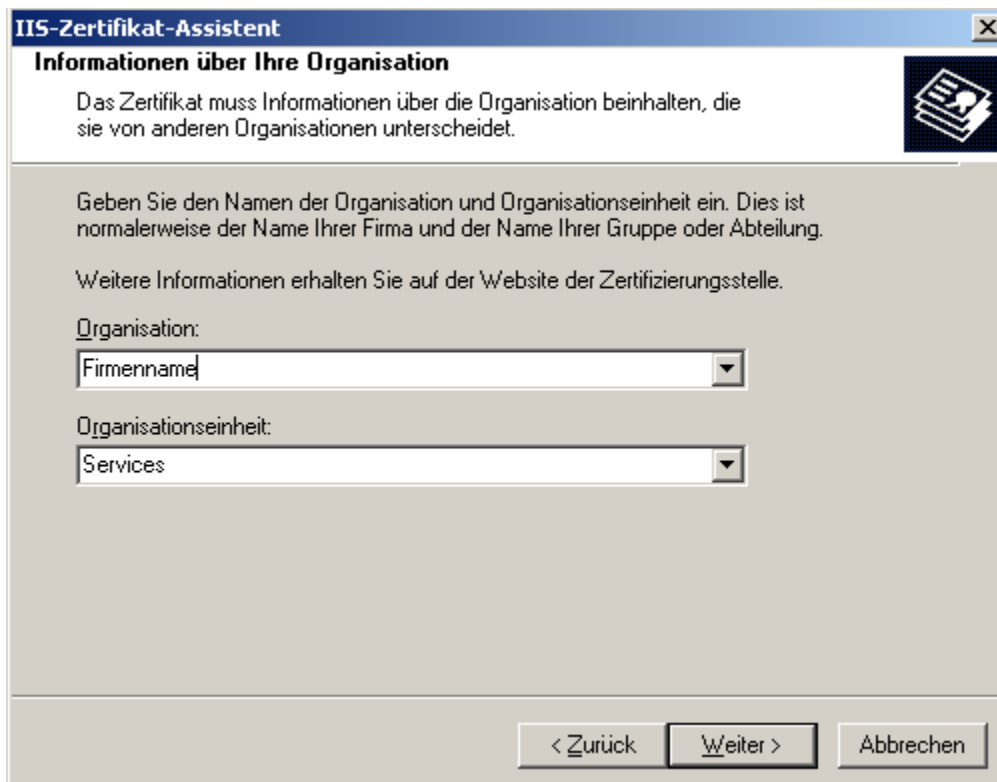 IIS-Zertifikat-Assistent
Informationen über Ihre Organisation
Das Zertifikat muss Informationen über die Organisation beinhalten, die
sie von anderen Organisationen unterscheidet.
Geben Sie den Namen der Organisation und Organisationseinheit ein. Dies ist
normalerweise der Name Ihrer Firma und der Name Ihrer Gruppe oder Abteilung.
Weitere Informationen erhalten Sie auf der Website der Zertifizierungsstelle.
Organisation:
Firmenname
Organisationseinheit:
Services
< Zurück Weiter > Abbrechen